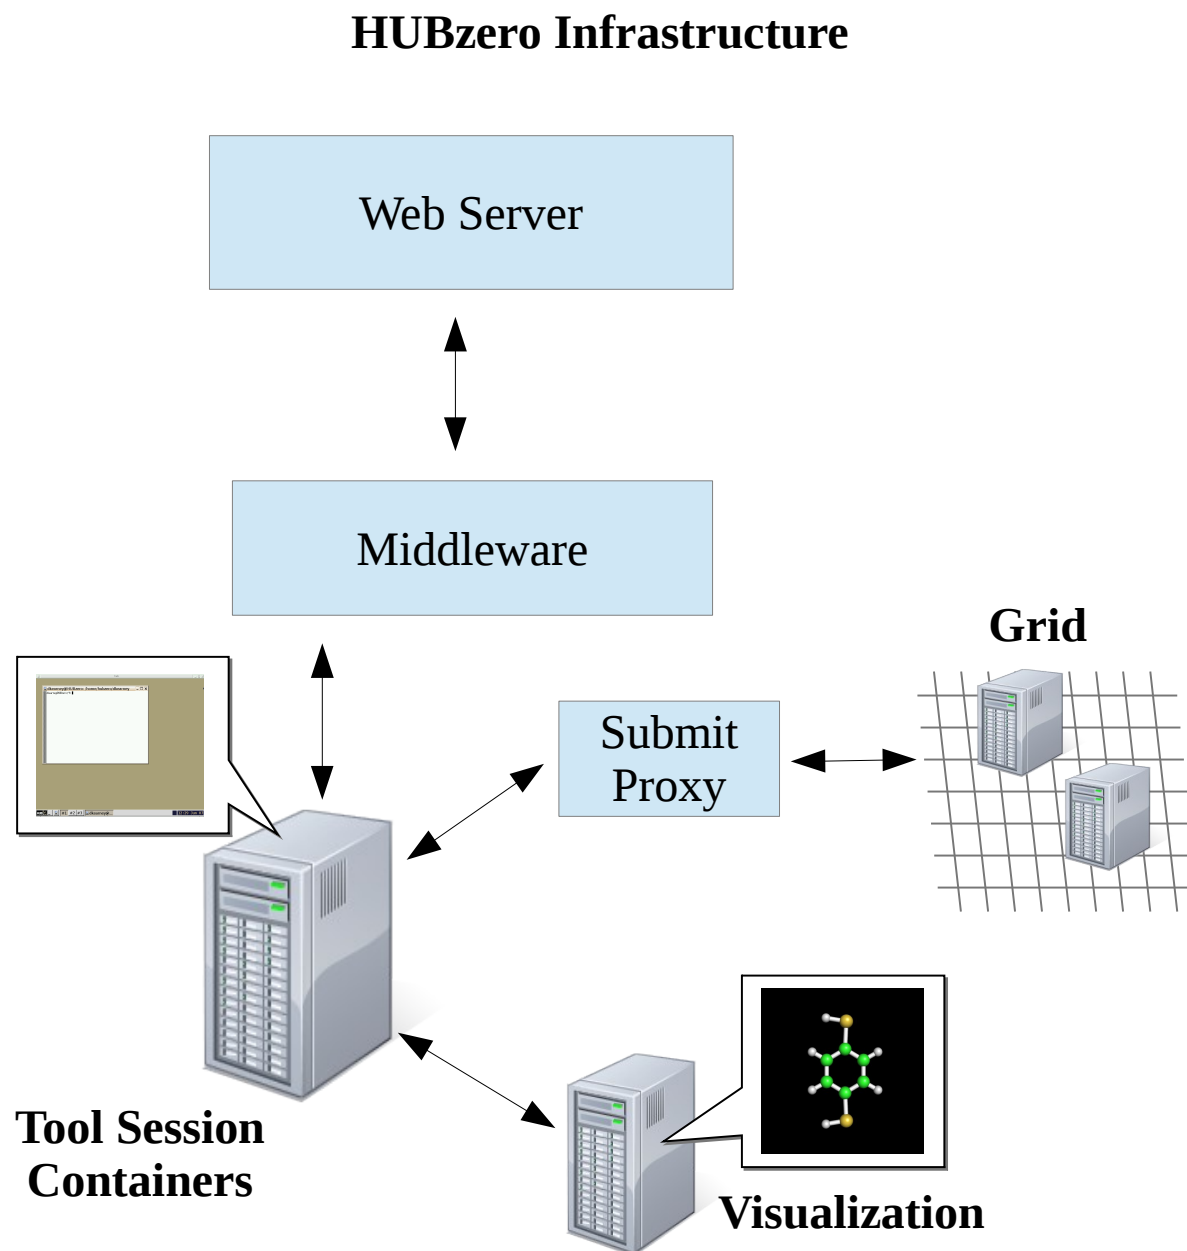 HUBzero Infrastructure
Web Server
Middleware
Grid
Submit
Proxy
Tool Session
Containers
Visualization